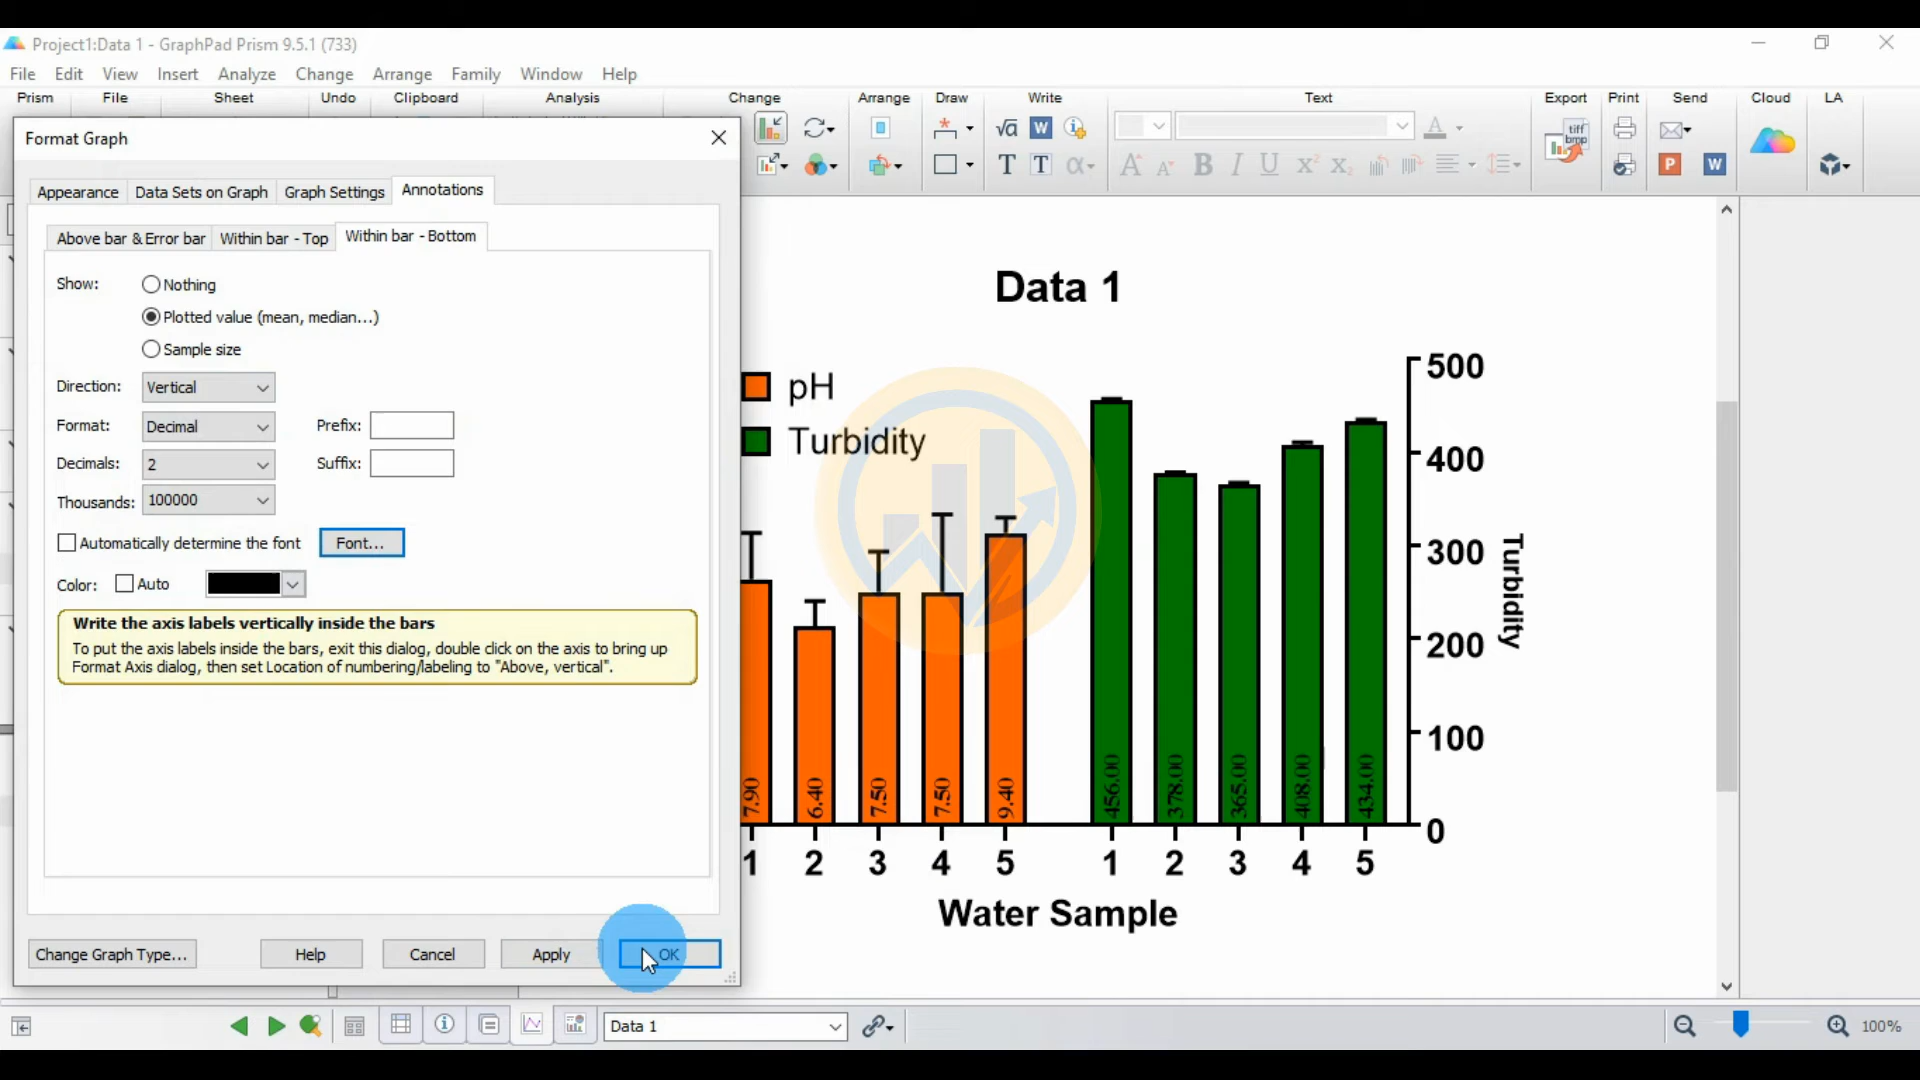 Project1:Data 1 - GraphPad Prism 9.5.1 (733)
File Edit View Insert Analyze Change Arrange Family Window Help
Prism File Sheet Undo Clipboard Analysis Change Arrange Draw Write Text Export Print Send Cloud LA
Format Graph
Appearance Data Sets on Graph Graph Settings Annotations
Above bar & Error bar Within bar - Top Within bar - Bottom
Show: Nothing
Plotted value (mean, median...)
Sample size
Direction: Vertical
Format: Decimal Prefix:
Decimals: 2 Suffix:
Thousands: 100000
Automatically determine the font Font...
Color: Auto
Write the axis labels vertically inside the bars
To put the axis labels inside the bars, exit this dialog, double click on the axis to bring up
Format Axis dialog, then set Location of numbering/labeling to "Above, vertical".
Change Graph Type... Help Cancel Apply OK
tiff
bmp
Data 1
pH
Turbidity
500
400
300
200
100
0
Turbidity
7.90 6.40 7.50 7.50 9.40 456.00 378.00 365.00 408.00 434.00
1 2 3 4 5 1 2 3 4 5
Water Sample
Data 1
100%